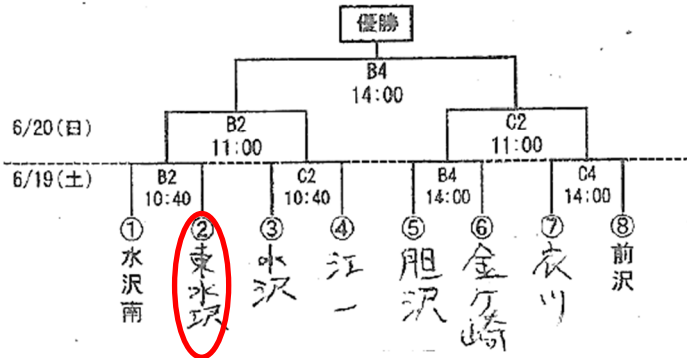 優勝
B4
14:00
6/20(日)
B2
11:00
C2
11:00
6/19(土)
B2
10:40
C2
10:40
B4
14:00
C4
14:00
① ② ③ ④ ⑤ ⑥ ⑦ ⑧
水沢南
東水沢
水沢
江一
胆沢
金ケ崎
衣川
前沢